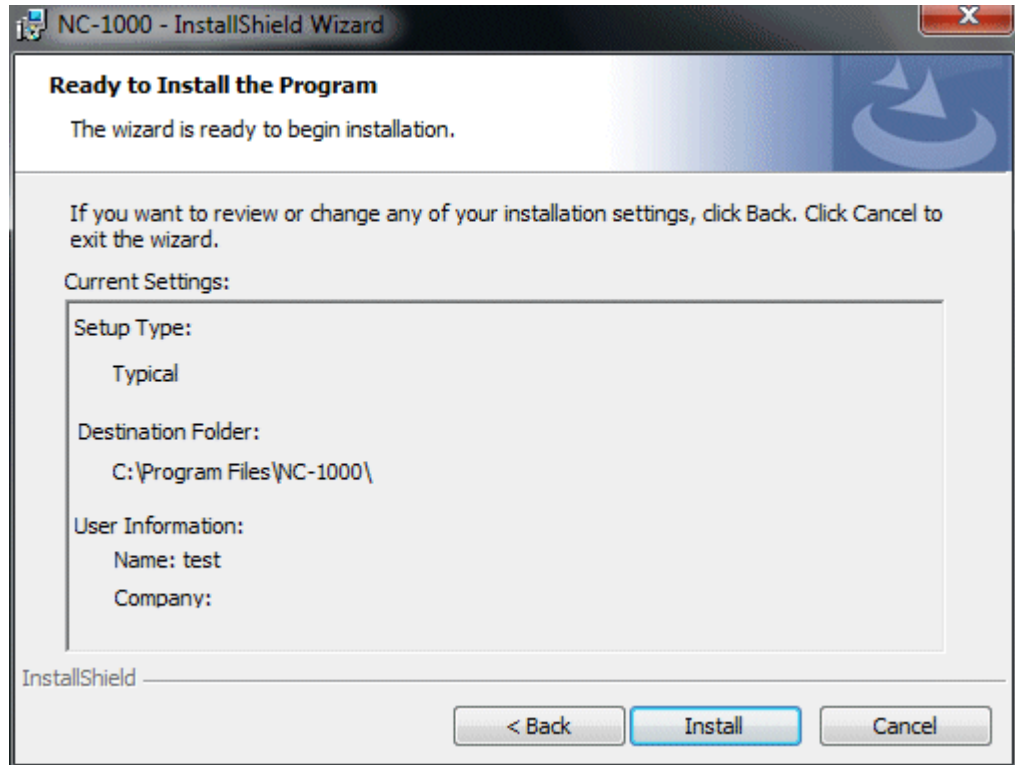 NC-1000 - InstallShield Wizard
Ready to Install the Program
The wizard is ready to begin installation.
If you want to review or change any of your installation settings, click Back. Click Cancel to
exit the wizard.
Current Settings:
Setup Type:
Typical
Destination Folder:
C:\Program Files\NC-1000\
User Information:
Name: test
Company:
InstallShield
< Back
Install
Cancel